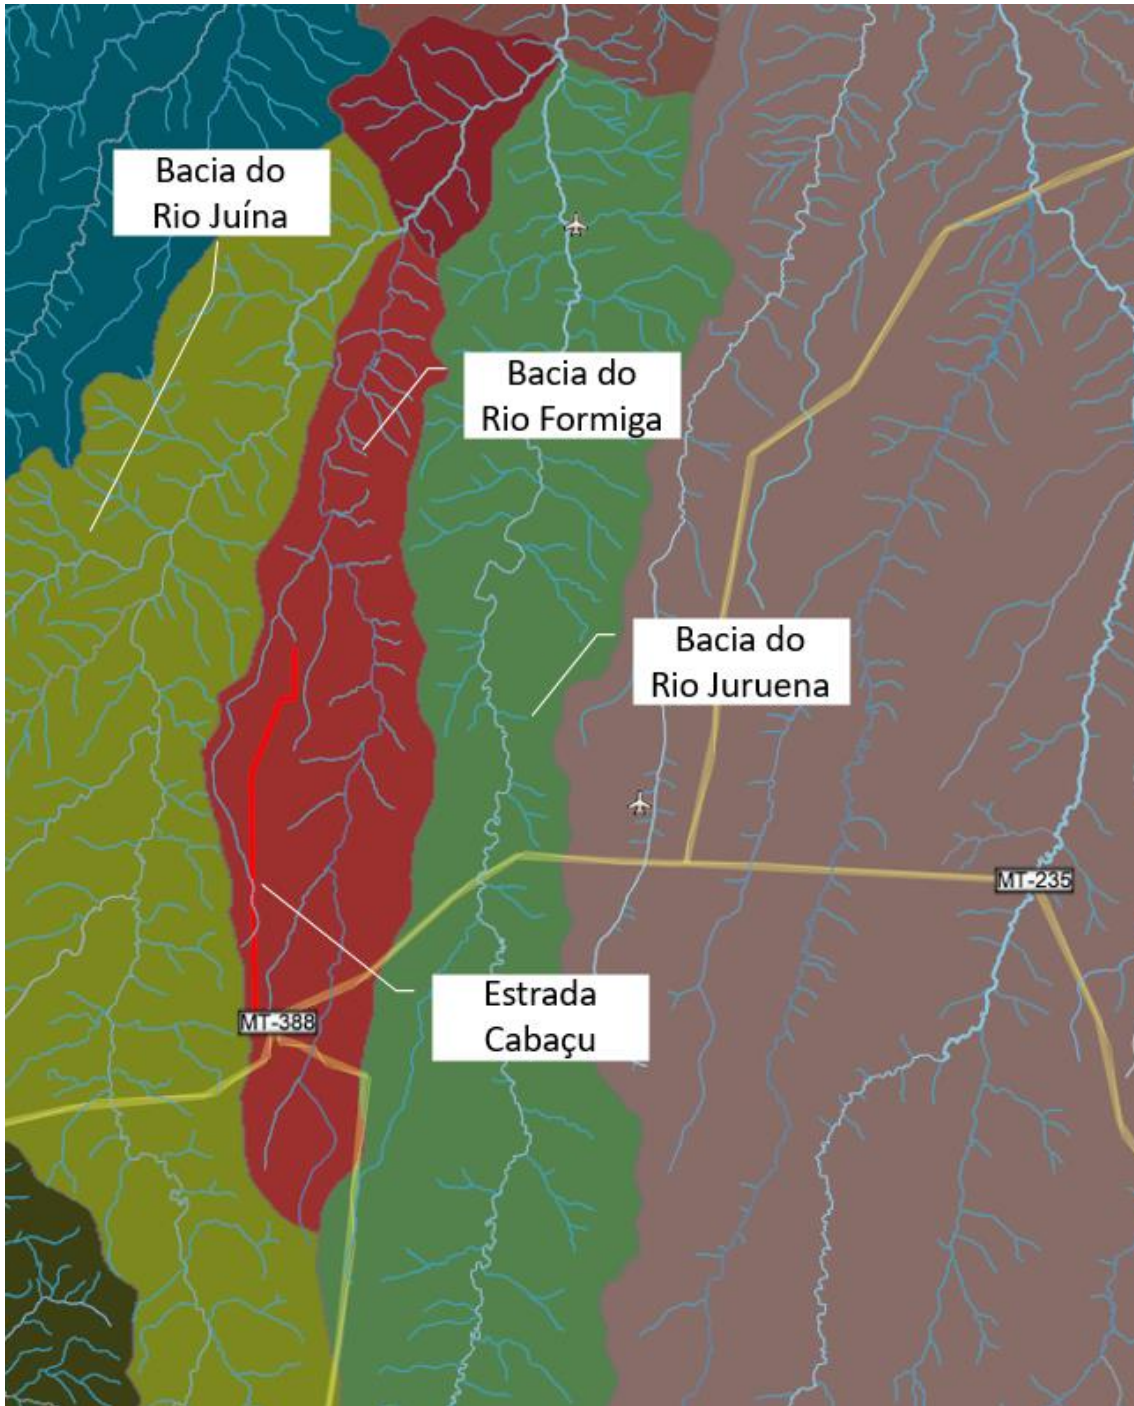 Bacia do
Rio Juína
Bacia do
Rio Formiga
Bacia do
Rio Juruena
MT-235
Estrada
Cabaçu
MT-388